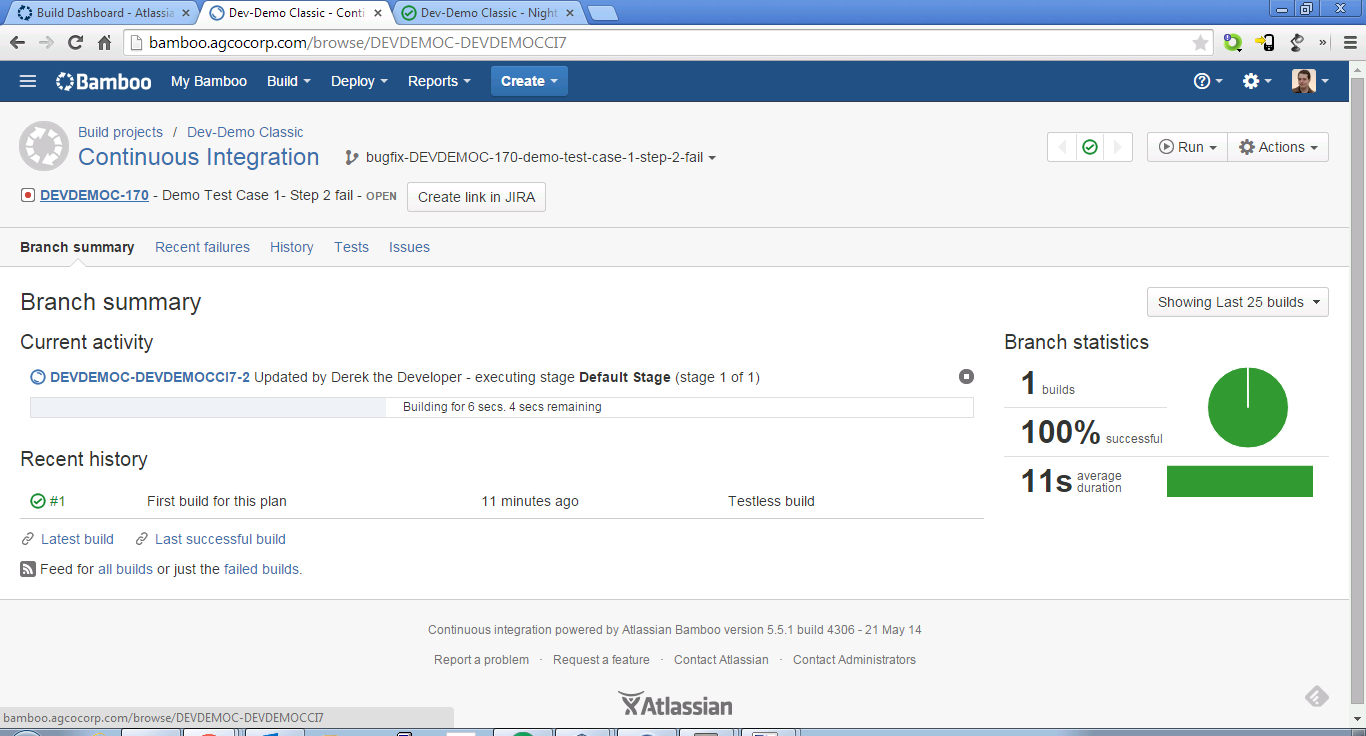 Build Dashboard - Atlassia
Dev-Demo Classic - Conti
Dev-Demo Classic - Night
bamboo.agcocorp.com/browse/DEVDEMOC-DEVDEMOCCI7
Bamboo My Bamboo Build Deploy Reports Create
Build projects / Dev-Demo Classic
Continuous Integration bugfix-DEVDEMOC-170-demo-test-case-1-step-2-fail
Run Actions
DEVDEMOC-170 - Demo Test Case 1- Step 2 fail - OPEN Create link in JIRA
Branch summary Recent failures History Tests Issues
Branch summary
Showing Last 25 builds
Current activity
DEVDEMOC-DEVDEMOCCI7-2 Updated by Derek the Developer - executing stage Default Stage (stage 1 of 1)
Building for 6 secs. 4 secs remaining
Recent history
#1 First build for this plan 11 minutes ago Testless build
Latest build Last successful build
Feed for all builds or just the failed builds.
Branch statistics
1 builds
100% successful
11s average
duration
Continuous integration powered by Atlassian Bamboo version 5.5.1 build 4306 - 21 May 14
Report a problem · Request a feature · Contact Atlassian · Contact Administrators
Atlassian
bamboo.agcocorp.com/browse/DEVDEMOC-DEVDEMOCCI7